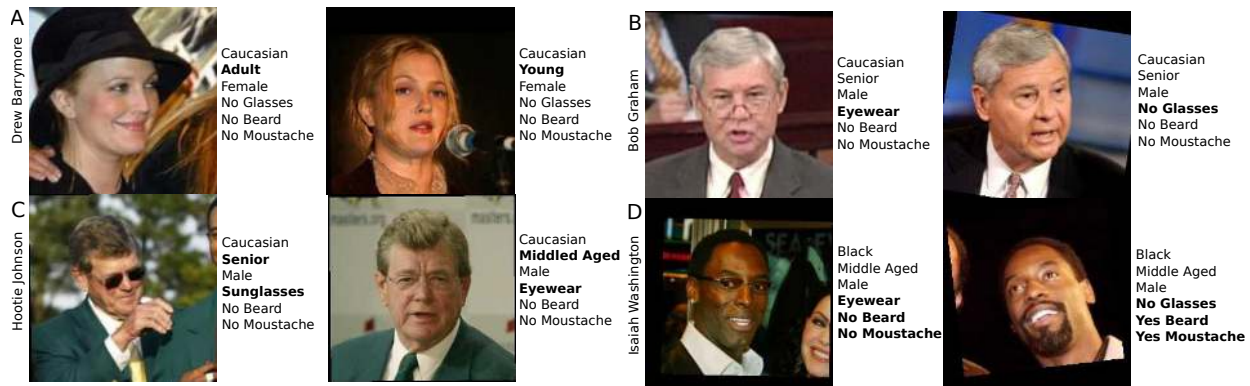 A
Drew Barrymore
Caucasian
Adult
Female
No Glasses
No Beard
No Moustache
Caucasian
Young
Female
No Glasses
No Beard
No Moustache
B
Bob Graham
Caucasian
Senior
Male
Eyewear
No Beard
No Moustache
Caucasian
Senior
Male
No Glasses
No Beard
No Moustache
C
Hootie Johnson
Caucasian
Senior
Male
Sunglasses
No Beard
No Moustache
masters.org
Caucasian
Middled Aged
Male
Eyewear
No Beard
No Moustache
D
Isaiah Washington
Black
Middle Aged
Male
Eyewear
No Beard
No Moustache
Black
Middle Aged
Male
No Glasses
Yes Beard
Yes Moustache